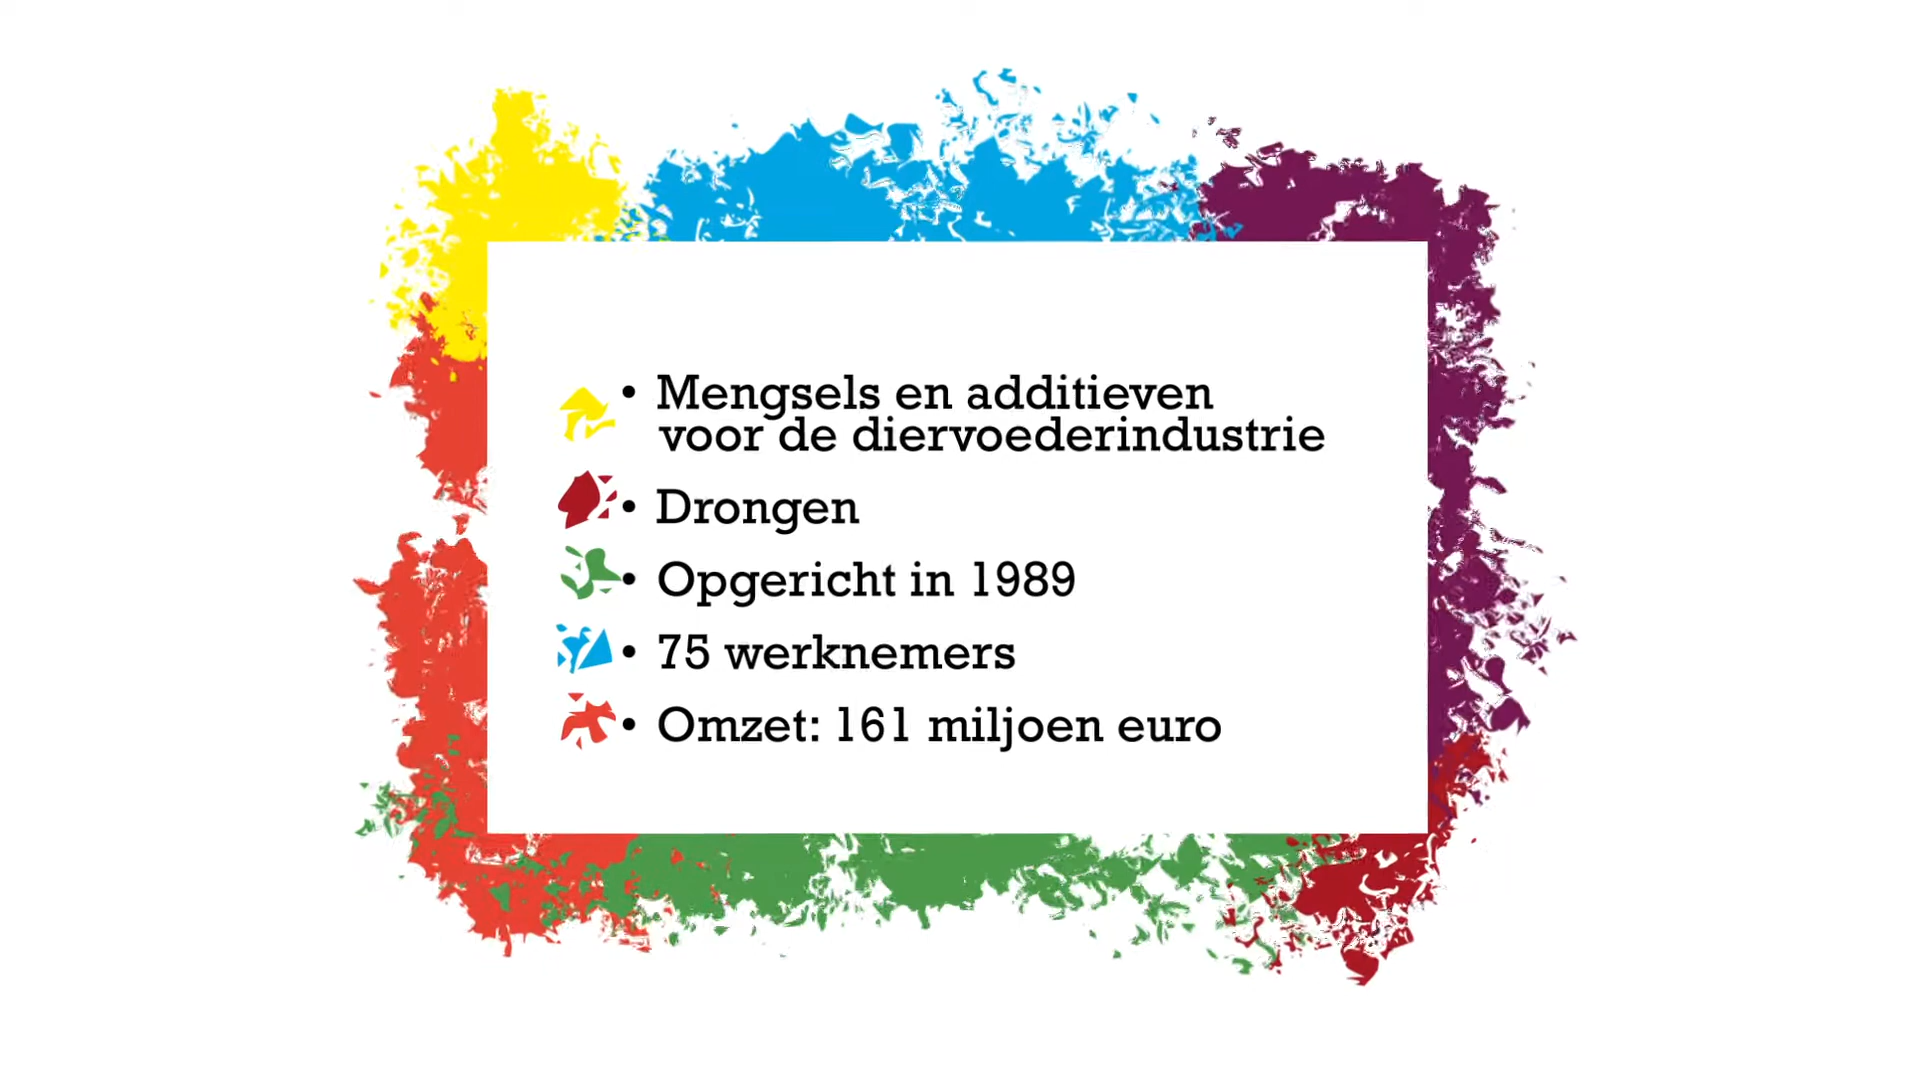 • Mengsels en additieven
voor de diervoederindustrie
• Drongen
• Opgericht in 1989
• 75 werknemers
• Omzet: 161 miljoen euro